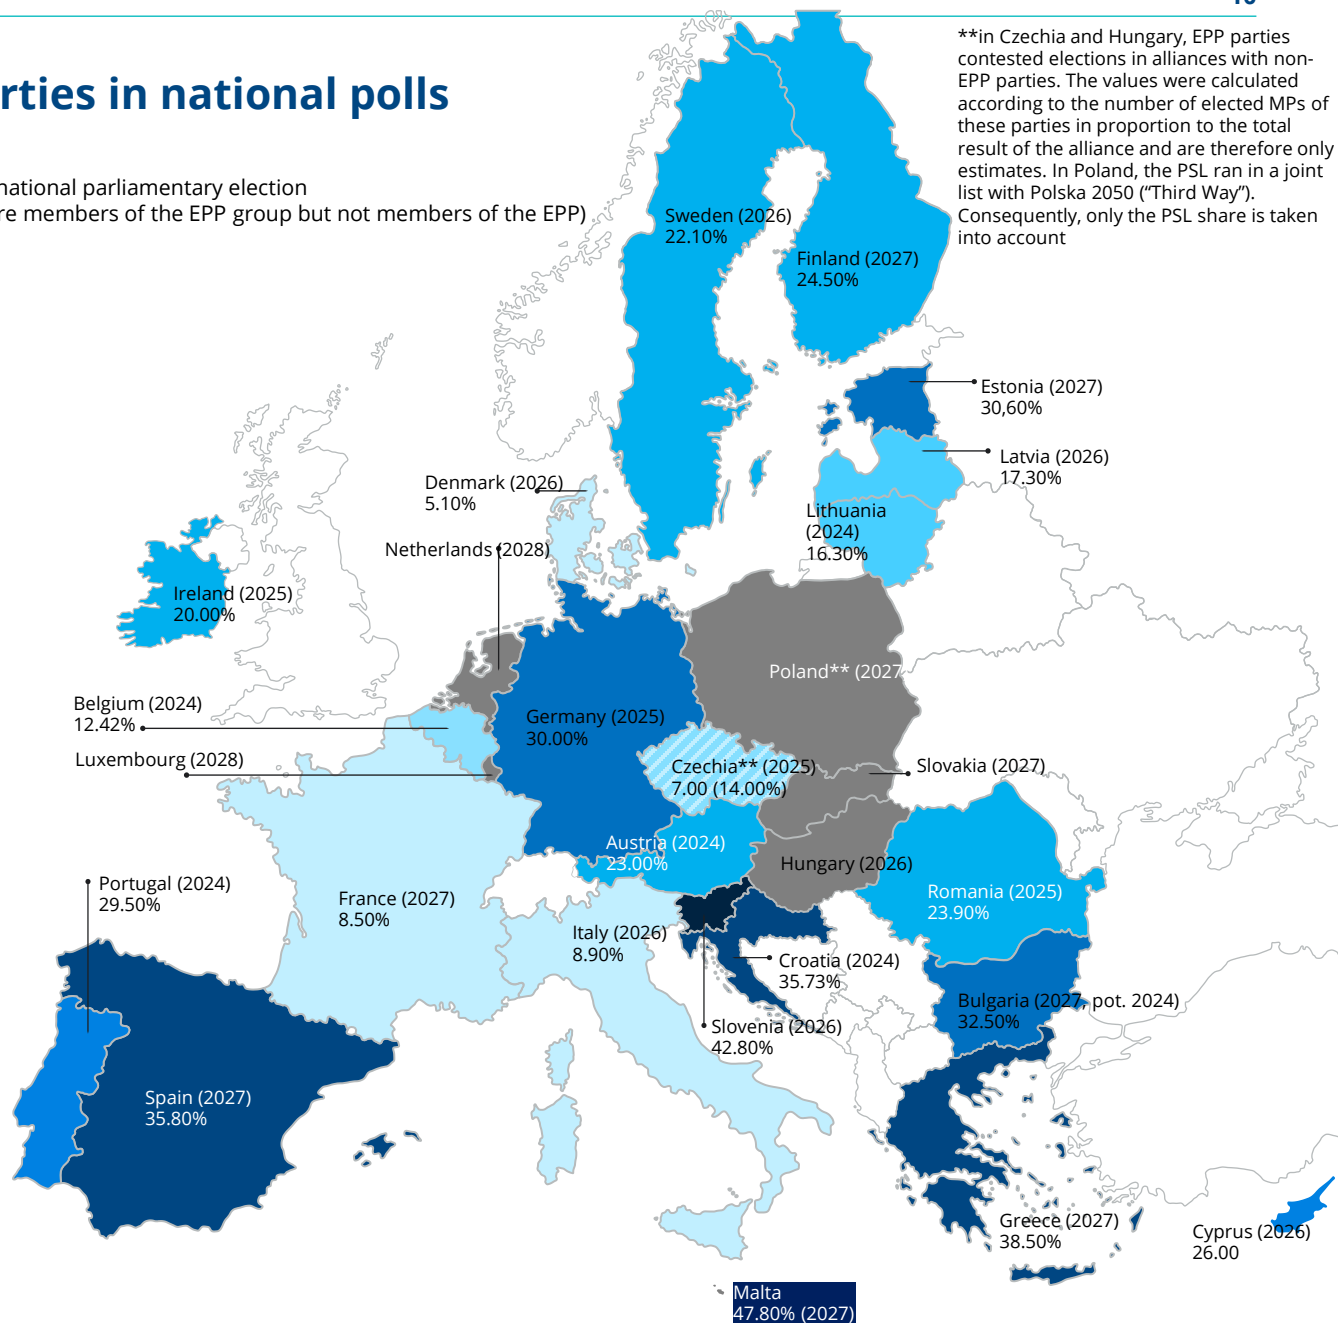 **in Czechia and Hungary, EPP parties
contested elections in alliances with non-
EPP parties. The values were calculated
according to the number of elected MPs of
these parties in proportion to the total
result of the alliance and are therefore only
estimates. In Poland, the PSL ran in a joint
list with Polska 2050 (“Third Way”).
Consequently, only the PSL share is taken
into account
rties in national polls
national parliamentary election
re members of the EPP group but not members of the EPP)
Sweden (2026)
22.10%
Finland (2027)
24.50%
Estonia (2027)
30,60%
Latvia (2026)
17.30%
Denmark (2026)
5.10%
Lithuania
(2024)
16.30%
Netherlands (2028)
Ireland (2025)
20.00%
Poland** (2027
Belgium (2024)
12.42%
Germany (2025)
30.00%
Luxembourg (2028)
Czechia** (2025)
7.00 (14.00%)
Slovakia (2027)
Austria (2024)
23.00%
Hungary (2026)
Portugal (2024)
29.50%
France (2027)
8.50%
Romania (2025)
23.90%
Italy (2026)
8.90%
Croatia (2024)
35.73%
Bulgaria (2027, pot. 2024)
32.50%
Slovenia (2026)
42.80%
Spain (2027)
35.80%
Greece (2027)
38.50%
Cyprus (2026)
26.00
Malta
47.80% (2027)